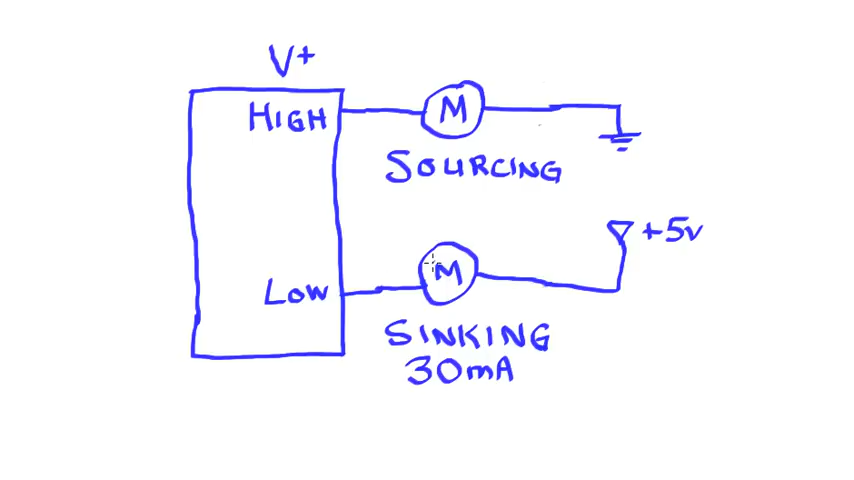 V+
HIGH
M
SOURCING
+5v
LOW
M
SINKING
30mA